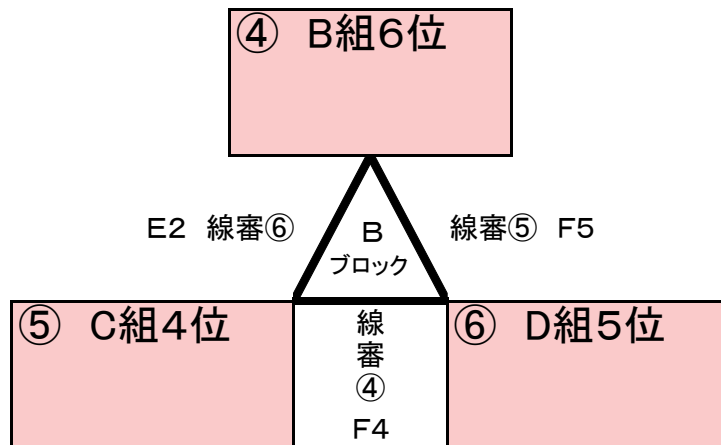 ④ B組6位
E2 線審⑥
B
ブロック
線審⑤ F5
⑤ C組4位
線審④
F4
⑥ D組5位